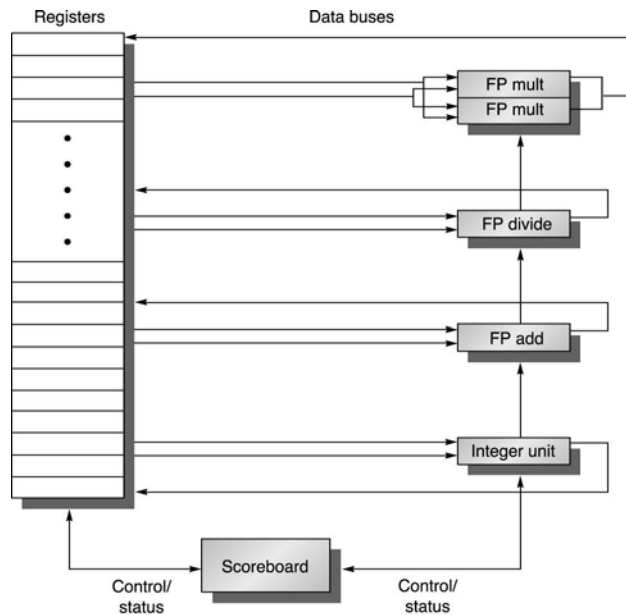 Registers
Data buses
FP mult
FP mult
FP divide
FP add
Integer unit
Scoreboard
Control/
status
Control/
status